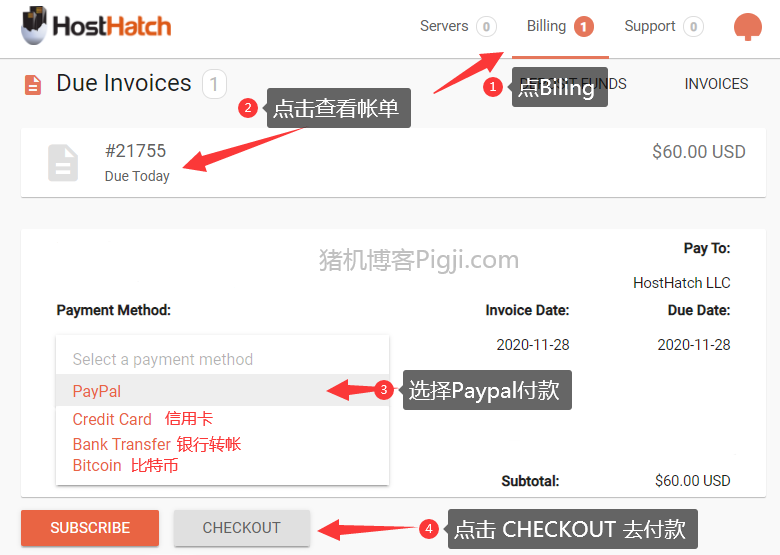 HostHatch
Servers 0 Billing 1 Support 0
Due Invoices 1
FUNDS INVOICES
1 点Biling
2 点击查看帐单
#21755 $60.00 USD
Due Today
猪机博客Pigji.com
Pay To:
HostHatch LLC
Payment Method: Invoice Date: Due Date:
2020-11-28 2020-11-28
Select a payment method
PayPal
3 选择Paypal付款
Credit Card 信用卡
Bank Transfer 银行转帐
Bitcoin 比特币
Subtotal: $60.00 USD
SUBSCRIBE CHECKOUT
4 点击 CHECKOUT 去付款